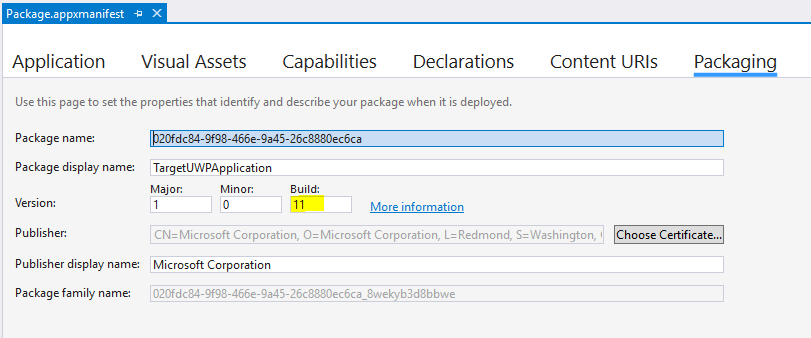 Package.appxmanifest
Application Visual Assets Capabilities Declarations Content URIs Packaging
Use this page to set the properties that identify and describe your package when it is deployed.
Package name: 020fdc84-9f98-466e-9a45-26c8880ec6ca
Package display name: TargetUWPApplication
Major: Minor: Build:
Version: 1 0 11 More information
Publisher: CN=Microsoft Corporation, O=Microsoft Corporation, L=Redmond, S=Washington, Choose Certificate...
Publisher display name: Microsoft Corporation
Package family name: 020fdc84-9f98-466e-9a45-26c8880ec6ca_8wekyb3d8bbwe